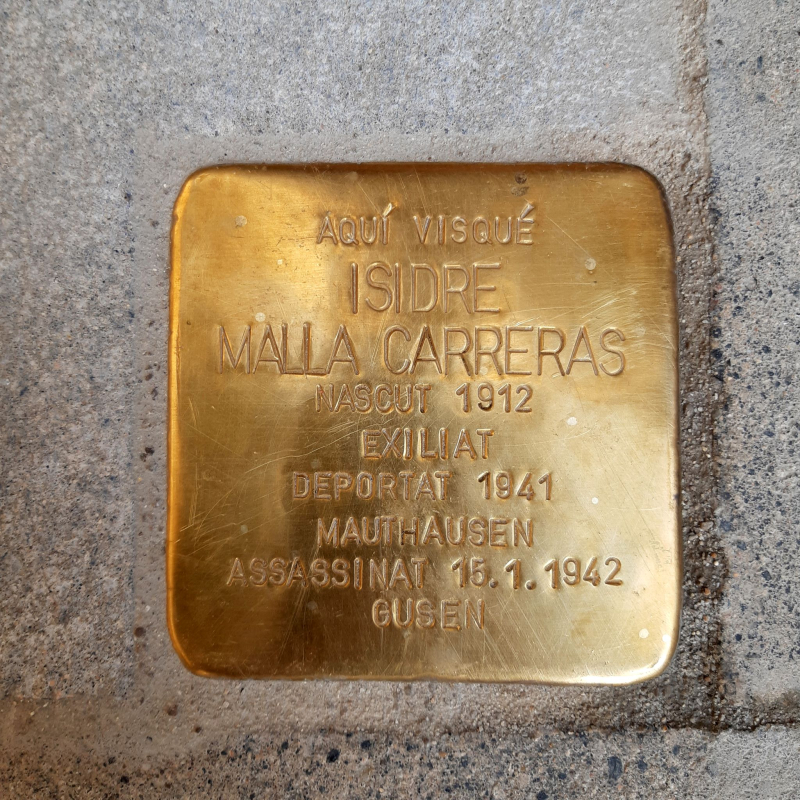 AQUÍ VISQUÉ
ISIDRE
MALLA CARRERAS
NASCUT 1912
EXILIAT
DEPORTAT 1941
MAUTHAUSEN
ASSASSINAT 15.1.1942
GUSEN